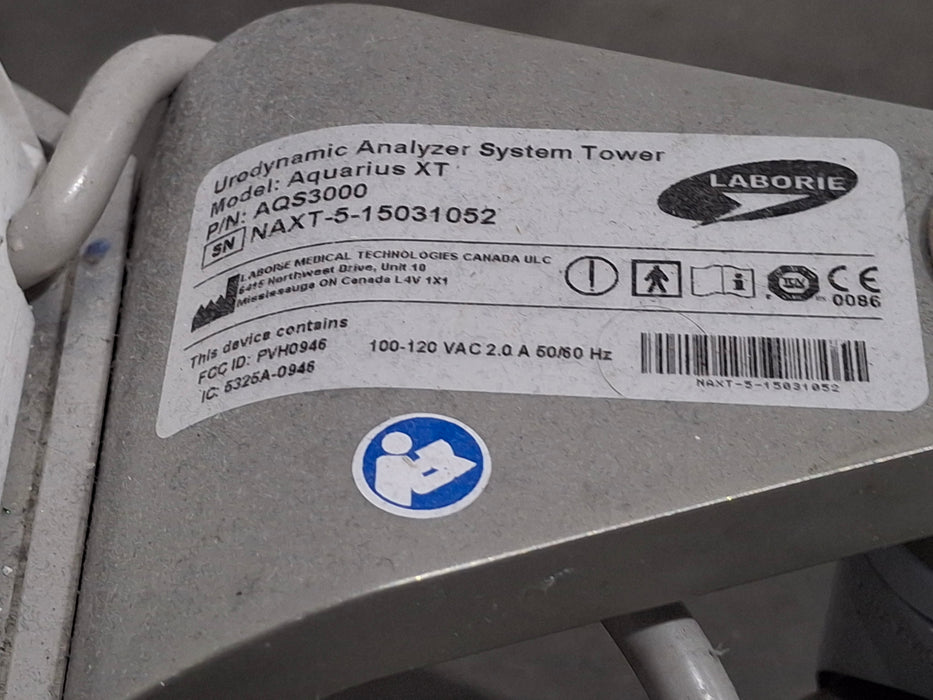 Urodynamic Analyzer System Tower
Model: Aquarius XT
P/N: AQS3000
SN NAXT-5-15031052
LABORIE
LABORIE MEDICAL TECHNOLOGIES CANADA ULC
6415 Northwest Drive, Unit 10
Mississauga ON Canada L4V 1X1
CE
0086
This device contains
FCC ID: PVH0946
IC: 5325A-0946
100-120 VAC 2.0 A 50/60 Hz
NAXT-5-15031052